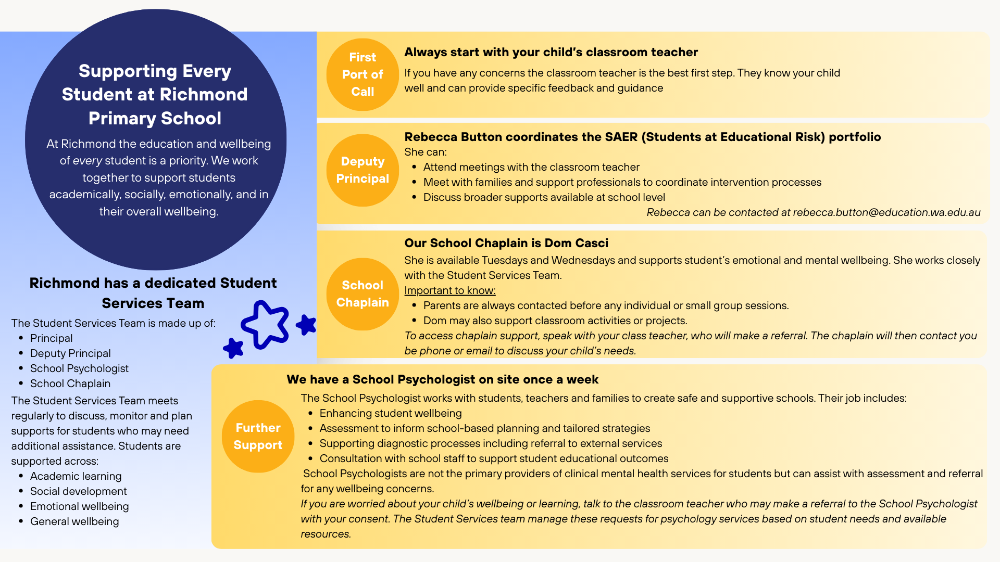 Supporting Every
Student at Richmond
Primary School
At Richmond the education and wellbeing
of every student is a priority. We work
together to support students
academically, socially, emotionally, and in
their overall wellbeing.
Richmond has a dedicated Student
Services Team
The Student Services Team is made up of:
• Principal
• Deputy Principal
• School Psychologist
• School Chaplain
The Student Services Team meets
regularly to discuss, monitor and plan
supports for students who may need
additional assistance. Students are
supported across:
• Academic learning
• Social development
• Emotional wellbeing
• General wellbeing
First
Port of
Call
Always start with your child's classroom teacher
If you have any concerns the classroom teacher is the best first step. They know your child
well and can provide specific feedback and guidance
Deputy
Principal
Rebecca Button coordinates the SAER (Students at Educational Risk) portfolio
She can:
• Attend meetings with the classroom teacher
• Meet with families and support professionals to coordinate intervention processes
• Discuss broader supports available at school level
Rebecca can be contacted at rebecca.button@education.wa.edu.au
School
Chaplain
Our School Chaplain is Dom Casci
She is available Tuesdays and Wednesdays and supports student's emotional and mental wellbeing. She works closely
with the Student Services Team.
Important to know:
• Parents are always contacted before any individual or small group sessions.
• Dom may also support classroom activities or projects.
To access chaplain support, speak with your class teacher, who will make a referral. The chaplain will then contact you
be phone or email to discuss your child's needs.
Further
Support
We have a School Psychologist on site once a week
The School Psychologist works with students, teachers and families to create safe and supportive schools. Their job includes:
• Enhancing student wellbeing
• Assessment to inform school-based planning and tailored strategies
• Supporting diagnostic processes including referral to external services
• Consultation with school staff to support student educational outcomes
School Psychologists are not the primary providers of clinical mental health services for students but can assist with assessment and referral
for any wellbeing concerns.
If you are worried about your child's wellbeing or learning, talk to the classroom teacher who may make a referral to the School Psychologist
with your consent. The Student Services team manage these requests for psychology services based on student needs and available
resources.